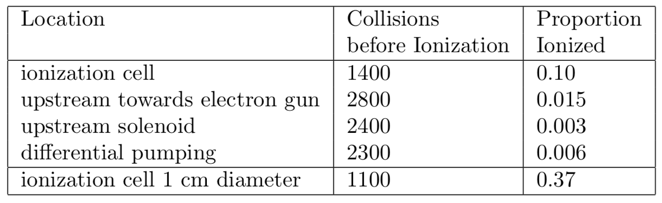 Location Collisions Proportion
before Ionization Ionized
ionization cell 1400 0.10
upstream towards electron gun 2800 0.015
upstream solenoid 2400 0.003
differential pumping 2300 0.006
ionization cell 1 cm diameter 1100 0.37